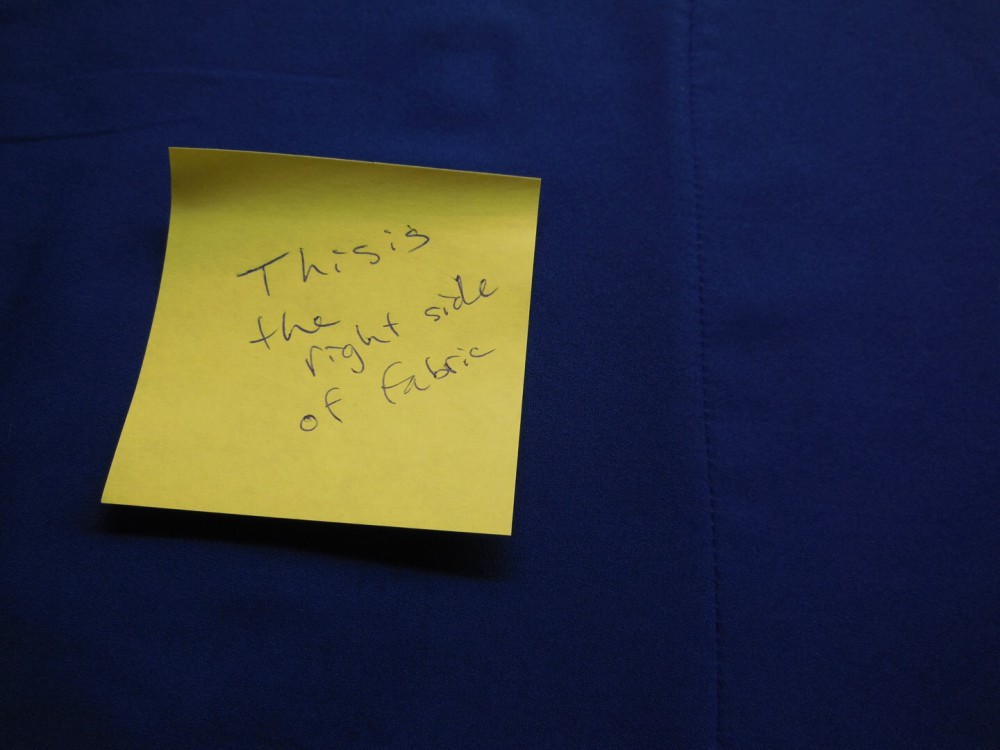 This is
the
right side
of fabric